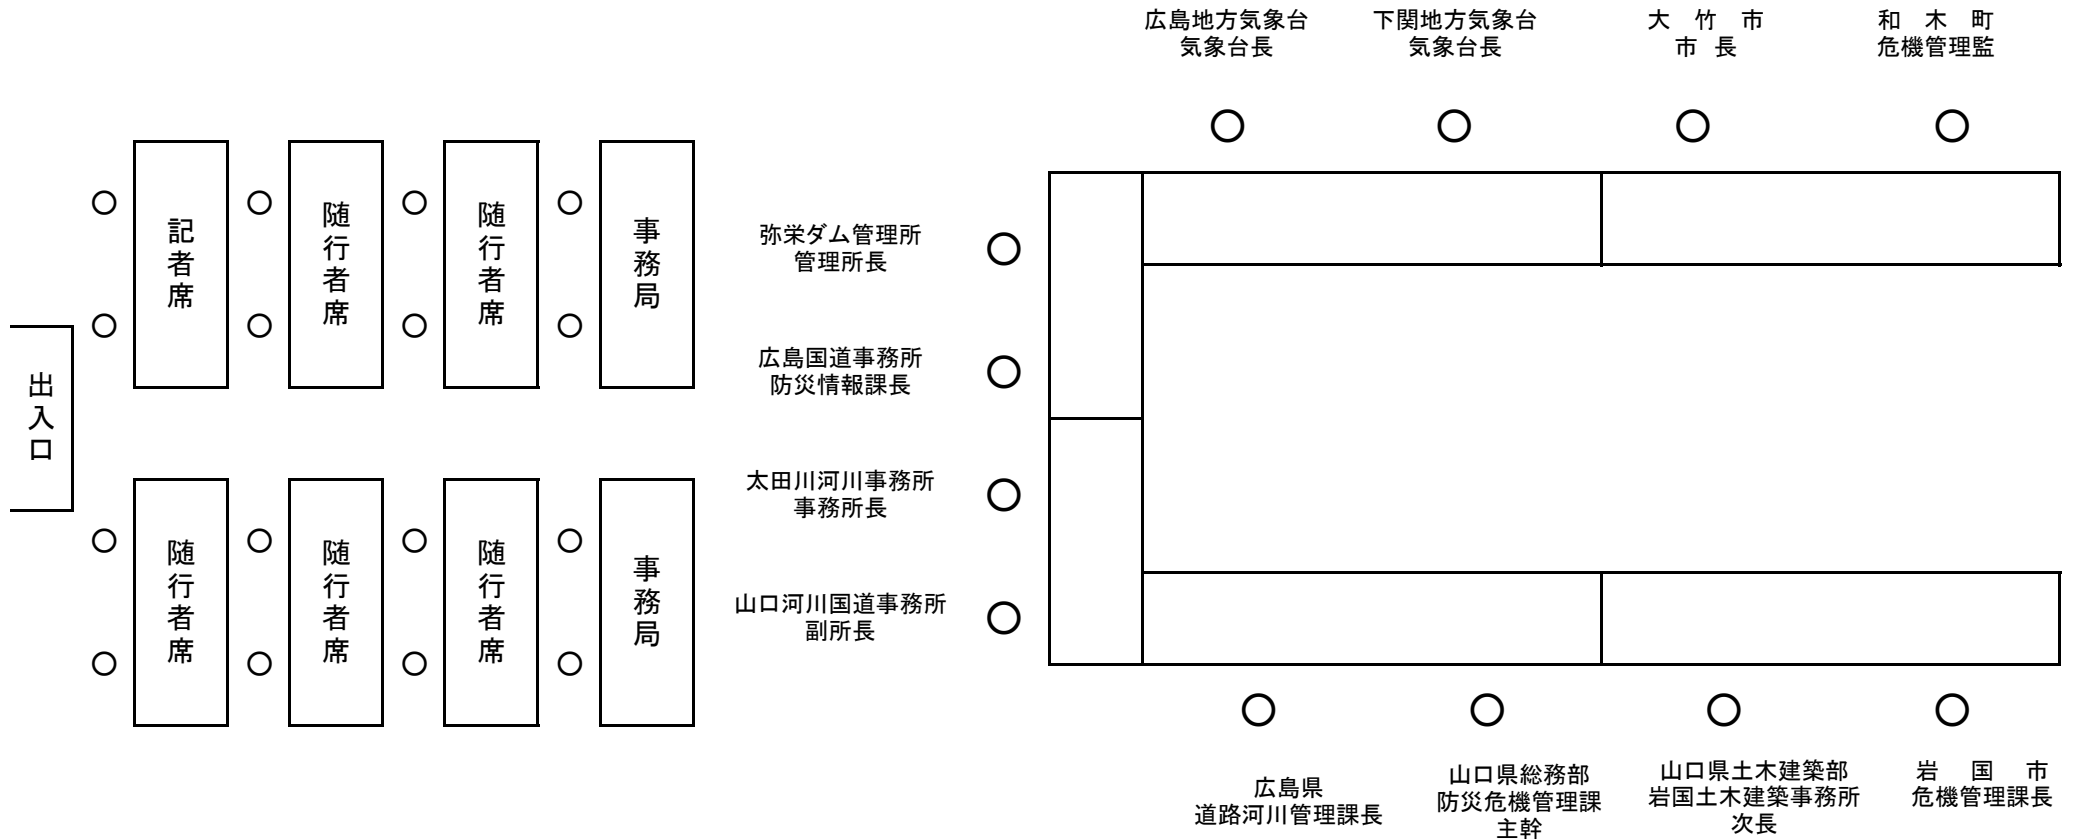 広島地方気象台
気象台長
下関地方気象台
気象台長
大 竹 市
市 長
和 木 町
危機管理監
記者席
随行者席
随行者席
事務局
弥栄ダム管理所
管理所長
広島国道事務所
防災情報課長
出入口
太田川河川事務所
事務所長
随行者席
随行者席
随行者席
事務局
山口河川国道事務所
副所長
広島県
道路河川管理課長
山口県総務部
防災危機管理課
主幹
山口県土木建築部
岩国土木建築事務所
次長
岩 国 市
危機管理課長